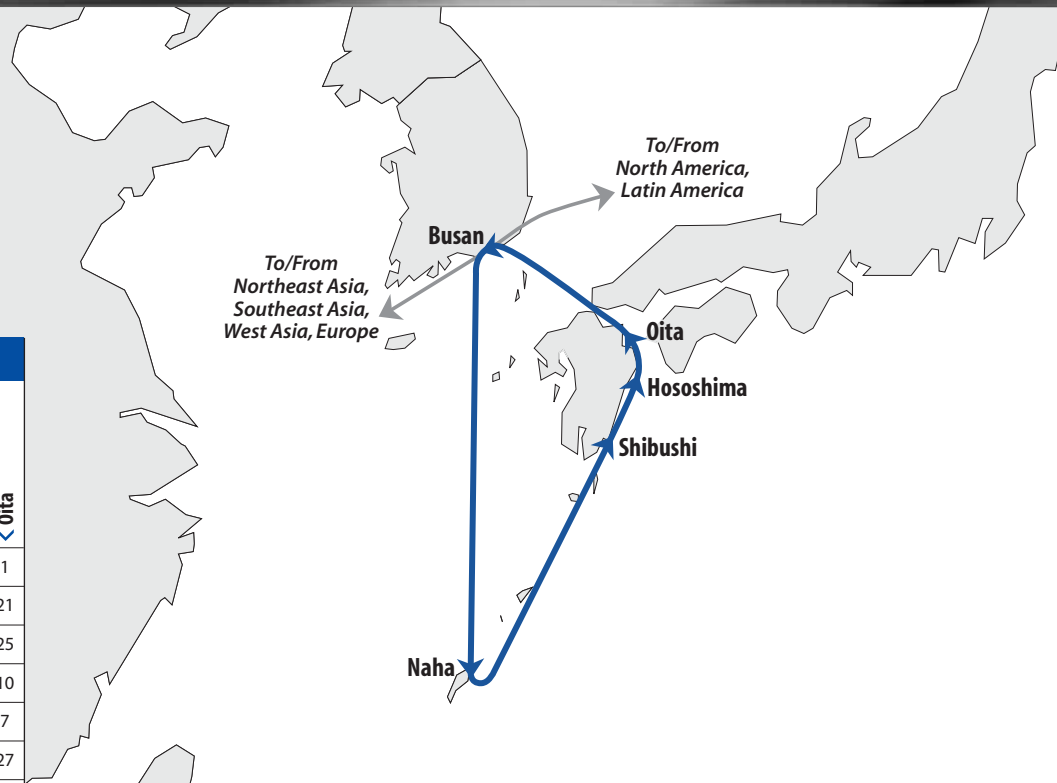 To/From
North America,
Latin America
Busan
To/From
Northeast Asia,
Southeast Asia,
West Asia, Europe
Oita
Hososhima
Shibushi
Naha
Oita
1
21
25
10
7
27